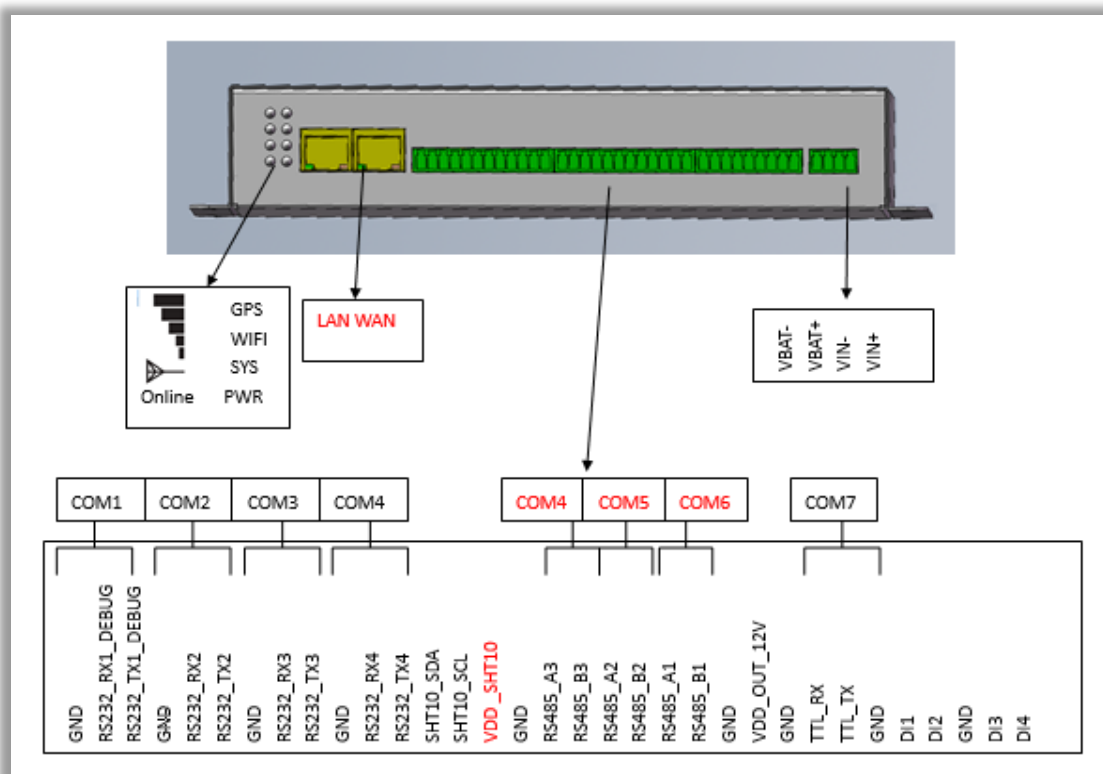 GPS
WIFI
SYS
Online PWR
LAN WAN
VBAT-
VBAT+
VIN-
VIN+
COM1 COM2 COM3 COM4 COM4 COM5 COM6 COM7
GND
RS232_RX1_DEBUG
RS232_TX1_DEBUG
GND
RS232_RX2
RS232_TX2
GND
RS232_RX3
RS232_TX3
GND
RS232_RX4
RS232_TX4
SHT10_SDA
SHT10_SCL
VDD_SHT10
GND
RS485_A3
RS485_B3
RS485_A2
RS485_B2
RS485_A1
RS485_B1
GND
VDD_OUT_12V
GND
TTL_RX
TTL_TX
GND
DI1
DI2
GND
DI3
DI4